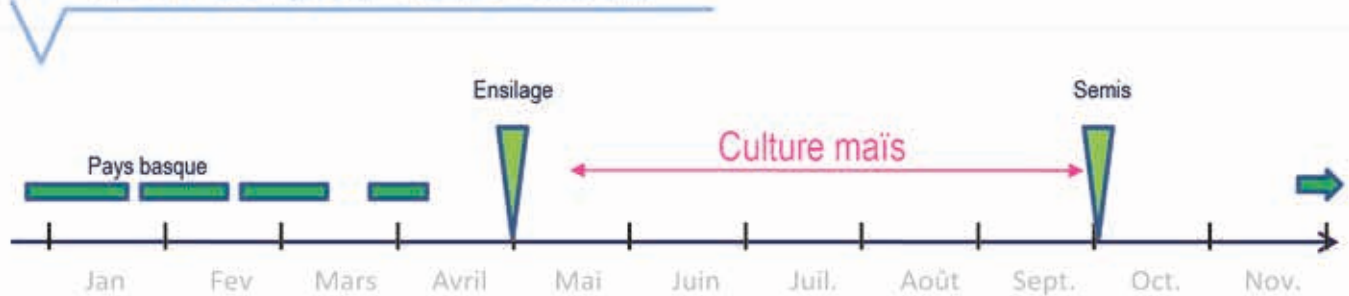 Ensilage
Semis
Culture maïs
Pays basque
Jan Fev Mars Avril Mai Juin Juil. Août Sept. Oct. Nov.